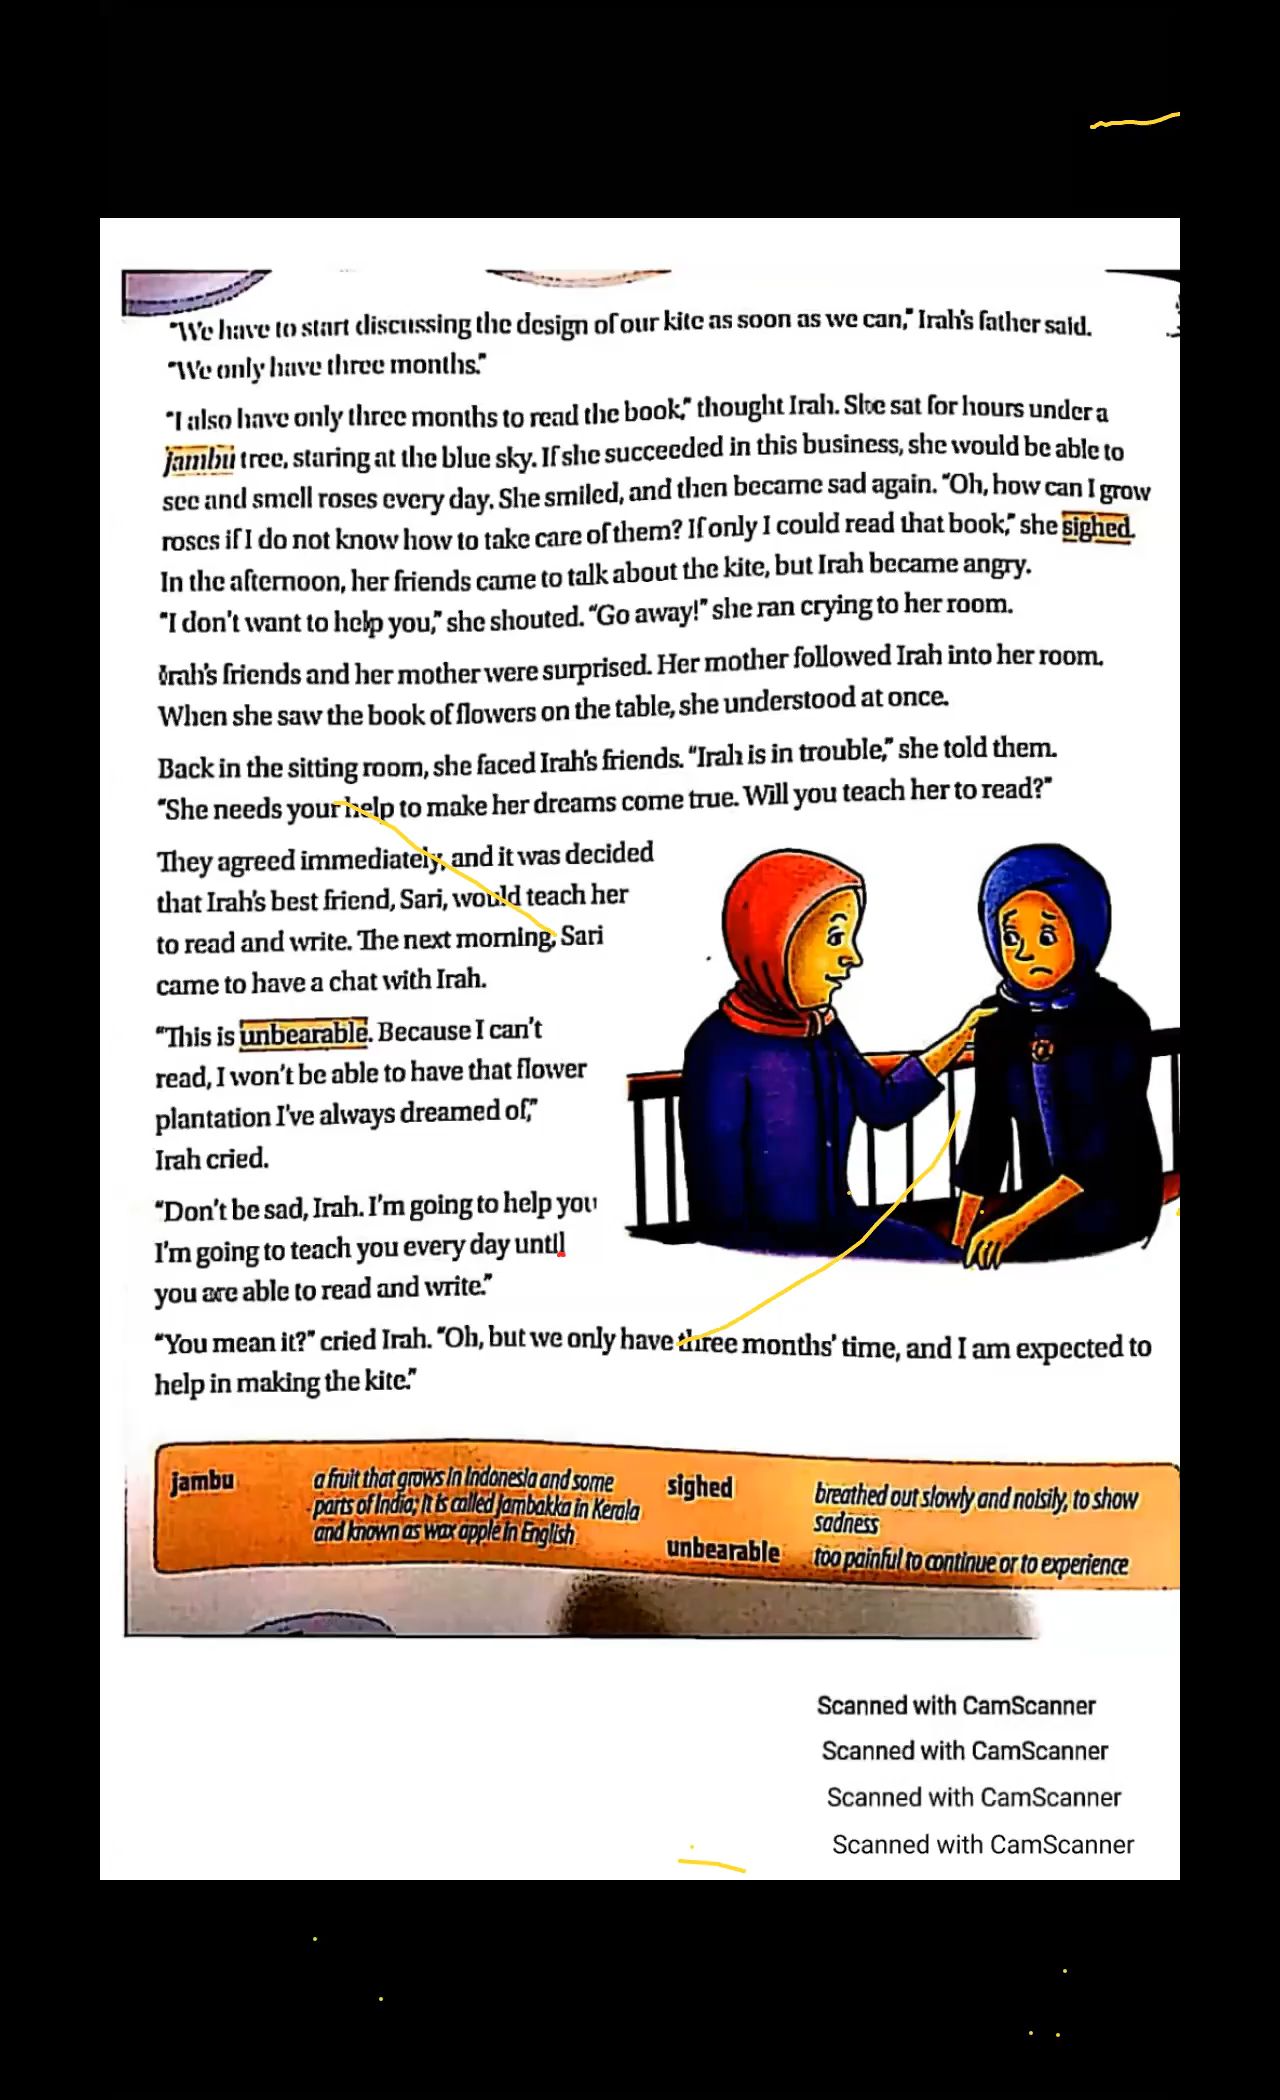 "We have to start discussing the design of our kite as soon as we can," Irah's father said.
"We only have three months."
"I also have only three months to read the book," thought Irah. She sat for hours under a
jambu tree, staring at the blue sky. If she succeeded in this business, she would be able to
see and smell roses every day. She smiled, and then became sad again. "Oh, how can I grow
roses if I do not know how to take care of them? If only I could read that book," she sighed.
In the afternoon, her friends came to talk about the kite, but Irah became angry.
"I don't want to help you," she shouted. "Go away!" she ran crying to her room.
Irah's friends and her mother were surprised. Her mother followed Irah into her room.
When she saw the book of flowers on the table, she understood at once.
Back in the sitting room, she faced Irah's friends. "Irah is in trouble," she told them.
"She needs your help to make her dreams come true. Will you teach her to read?"
They agreed immediately, and it was decided
that Irah's best friend, Sari, would teach her
to read and write. The next morning, Sari
came to have a chat with Irah.
"This is unbearable. Because I can't
read, I won't be able to have that flower
plantation I've always dreamed of,"
Irah cried.
"Don't be sad, Irah. I'm going to help you
I'm going to teach you every day until
you are able to read and write."
"You mean it?" cried Irah. "Oh, but we only have three months' time, and I am expected to
help in making the kite."
jambu a fruit that grows in Indonesia and some
parts of India; it is called jambakka in Kerala
and known as wax apple in English
sighed breathed out slowly and noisily, to show
sadness
unbearable too painful to continue or to experience
Scanned with CamScanner
Scanned with CamScanner
Scanned with CamScanner
Scanned with CamScanner